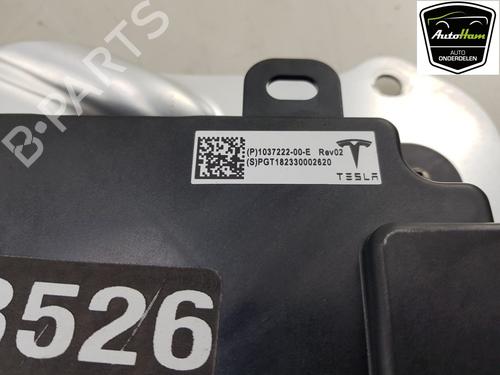 AutoHam
AUTO
ONDERDELEN
B-PARTS
(P)1037222-00-E Rev02
(S)PGT182330002620
TESLA
3526